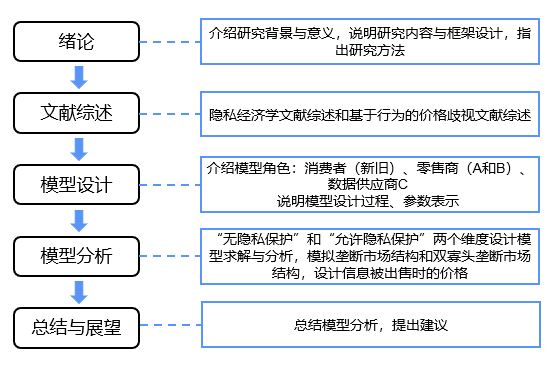 绪论
介绍研究背景与意义，说明研究内容与框架设计，指
出研究方法
文献综述
隐私经济学文献综述和基于行为的价格歧视文献综述
模型设计
介绍模型角色：消费者（新旧）、零售商（A和B）、
数据供应商C
说明模型设计过程、参数表示
模型分析
“无隐私保护”和“允许隐私保护”两个维度设计模
型求解与分析，模拟垄断市场结构和双寡头垄断市场
结构，设计信息被出售时的价格
总结与展望
总结模型分析，提出建议